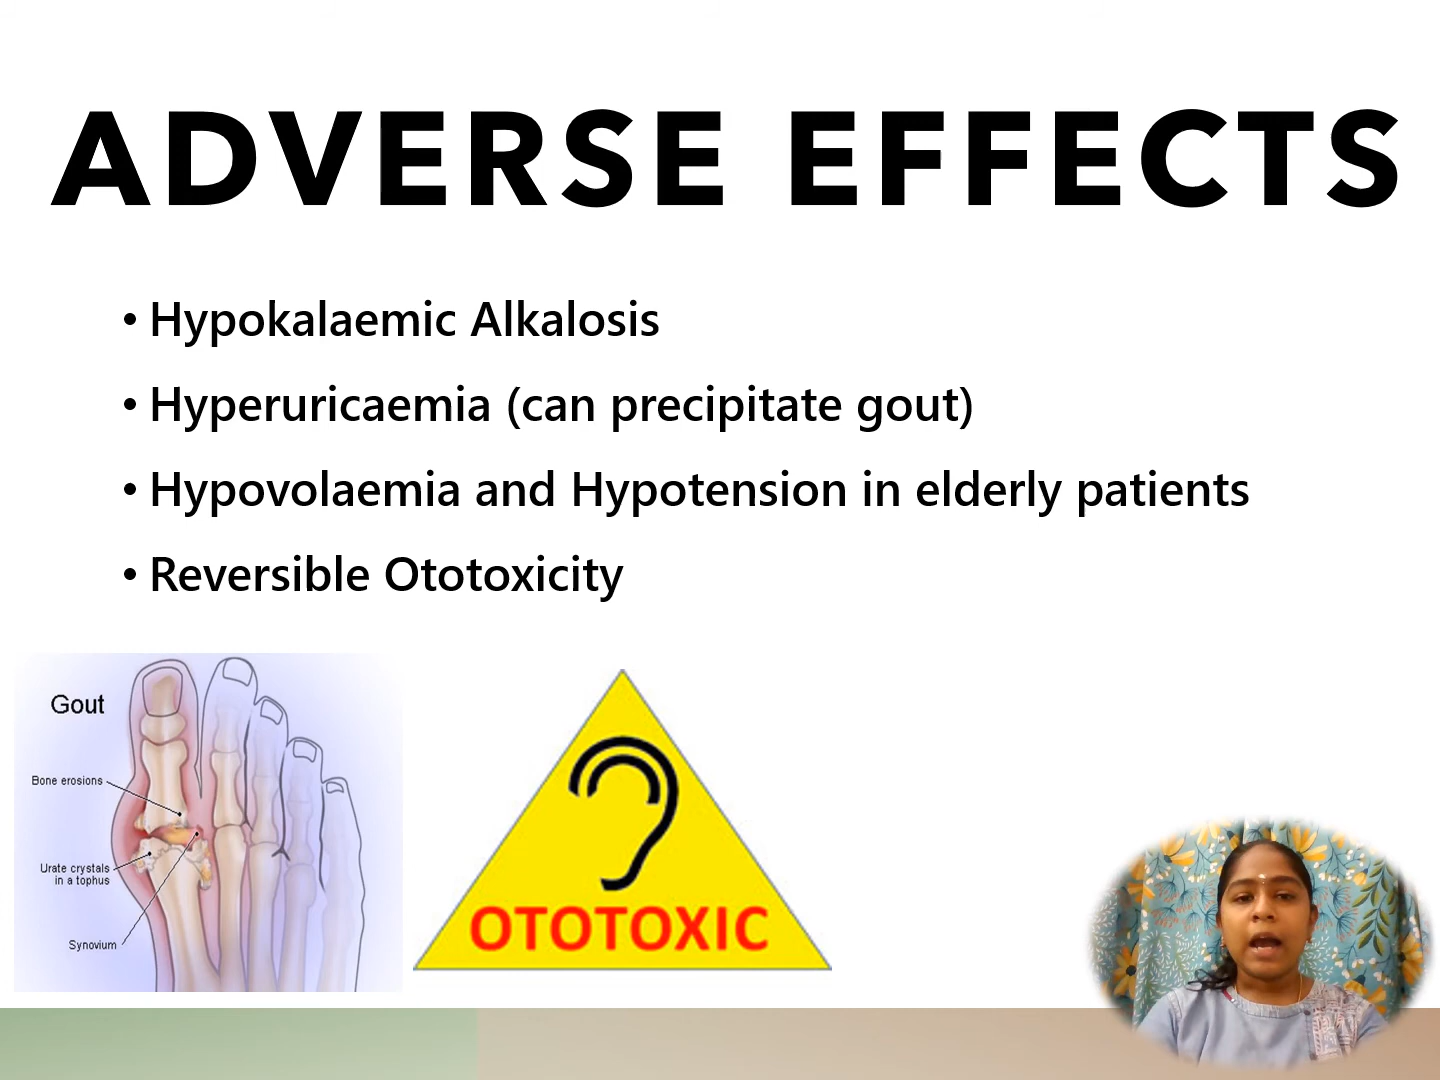 ADVERSE EFFECTS
• Hypokalaemic Alkalosis
• Hyperuricaemia (can precipitate gout)
• Hypovolaemia and Hypotension in elderly patients
• Reversible Ototoxicity
Gout
Bone erosions
Urate crystals
in a tophus
Synovium
OTOTOXIC